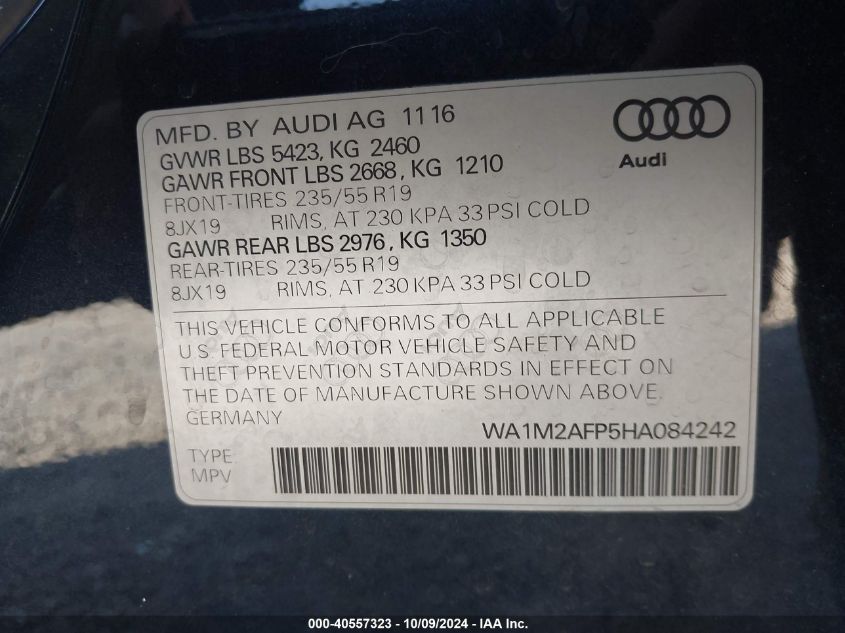 MFD. BY AUDI AG 11 16
GVWR LBS 5423, KG 2460
GAWR FRONT LBS 2668, KG 1210
FRONT-TIRES 235/55 R19
8JX19 RIMS, AT 230 KPA 33 PSI COLD
GAWR REAR LBS 2976, KG 1350
REAR-TIRES 235/55 R19
8JX19 RIMS, AT 230 KPA 33 PSI COLD
Audi
THIS VEHICLE CONFORMS TO ALL APPLICABLE
U.S. FEDERAL MOTOR VEHICLE SAFETY AND
THEFT PREVENTION STANDARDS IN EFFECT ON
THE DATE OF MANUFACTURE SHOWN ABOVE.
GERMANY
WA1M2AFP5HA084242
TYPE:
MPV
000-40557323 - 10/09/2024 - IAA Inc.